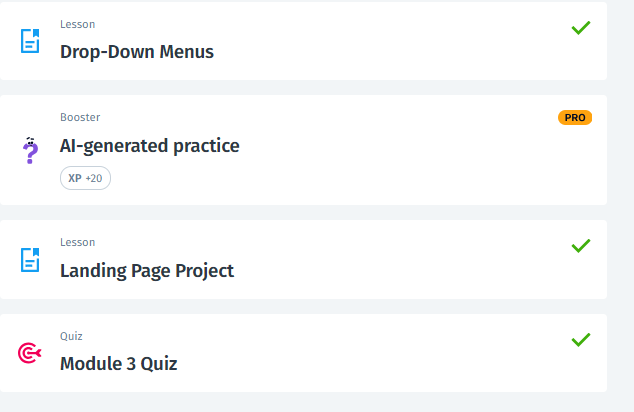 Lesson
Drop-Down Menus
Booster
PRO
AI-generated practice
XP +20
Lesson
Landing Page Project
Quiz
Module 3 Quiz